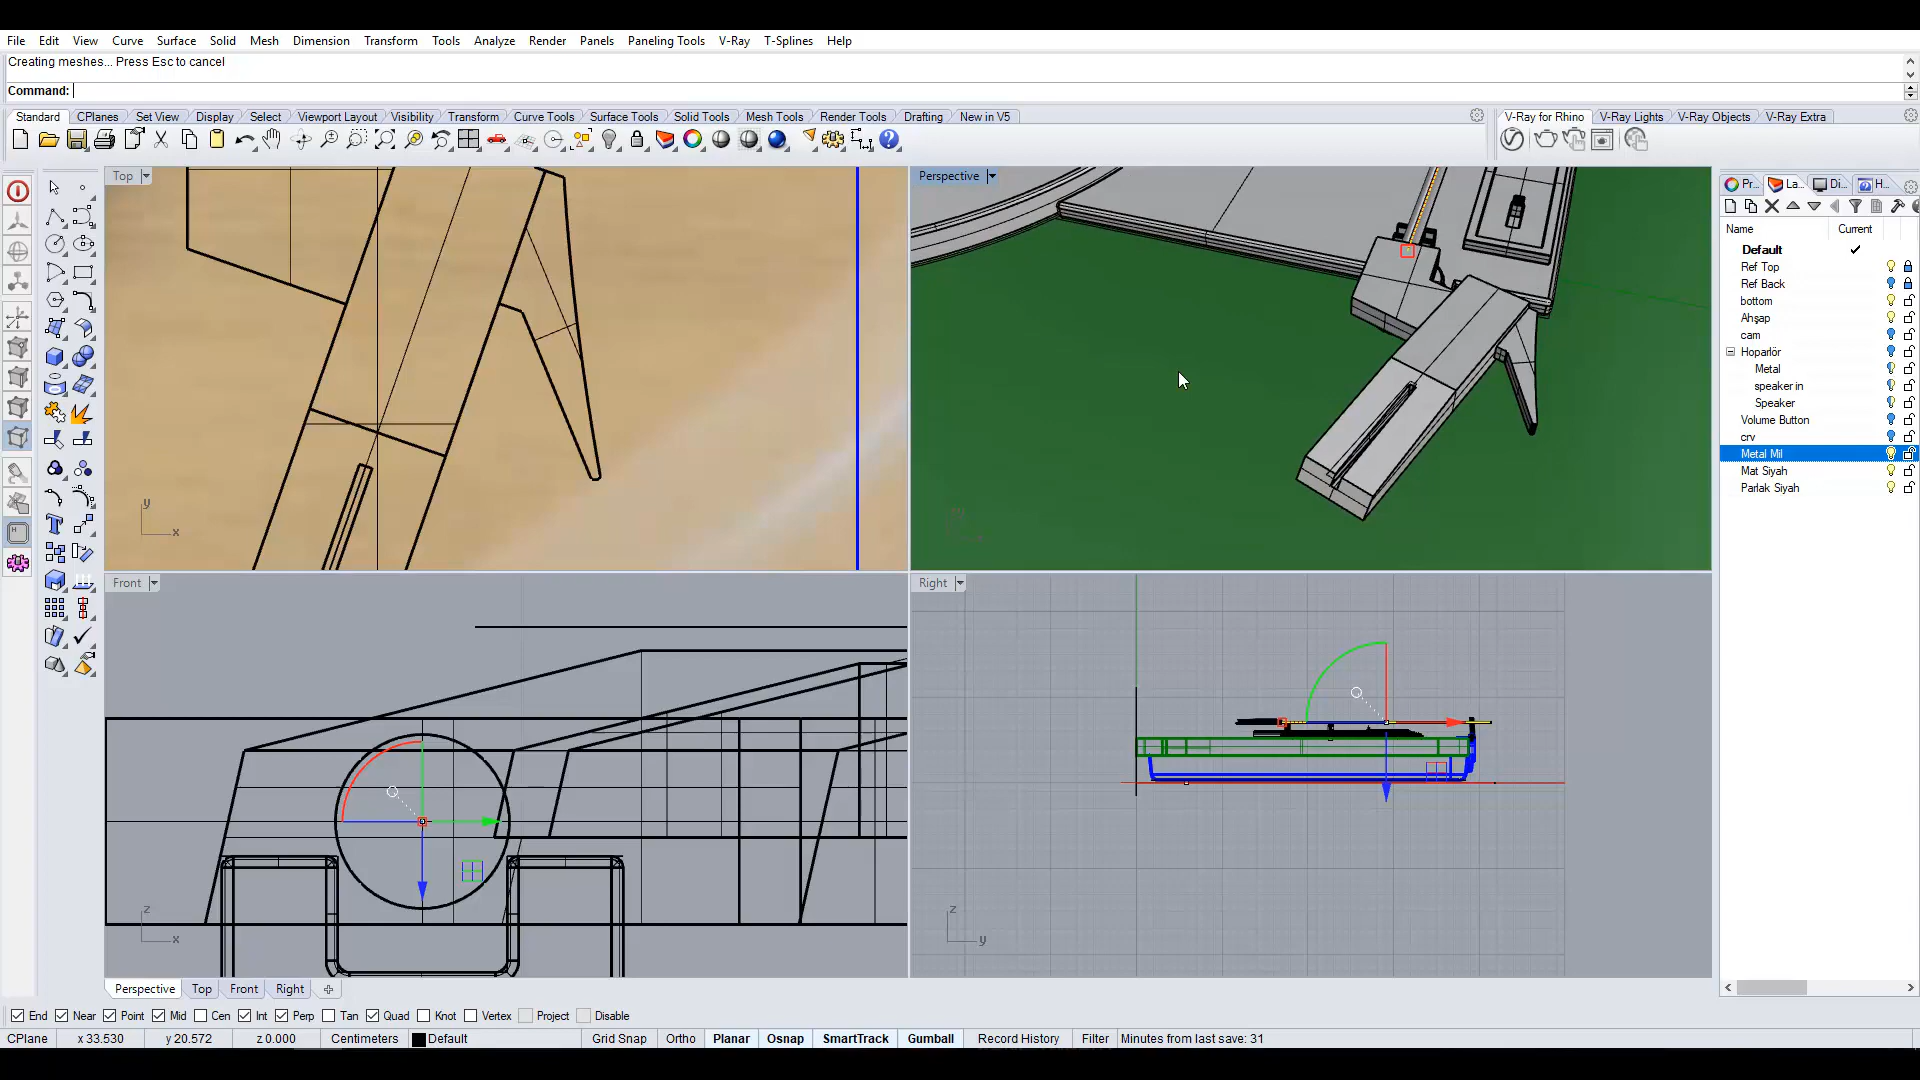 File Edit View Curve Surface Solid Mesh Dimension Transform Tools Analyze Render Panels Paneling Tools V-Ray T-Splines Help
Creating meshes... Press Esc to cancel
Command:
Standard CPlanes Set View Display Select Viewport Layout Visibility Transform Curve Tools Surface Tools Solid Tools Mesh Tools Render Tools Drafting New in V5
V-Ray for Rhino V-Ray Lights V-Ray Objects V-Ray Extra
Top
Perspective
Pr... La... Di... H...
Name Current
Default
Ref Top
Ref Back
bottom
Ahşap
cam
Hoparlör
Metal
speaker in
Speaker
Volume Button
crv
Metal Mil
Mat Siyah
Parlak Siyah
y
x
Front
Right
z
x
z
y
Perspective Top Front Right
End Near Point Mid Cen Int Perp Tan Quad Knot Vertex Project Disable
CPlane x 33.530 y 20.572 z 0.000 Centimeters Default Grid Snap Ortho Planar Osnap SmartTrack Gumball Record History Filter Minutes from last save: 31